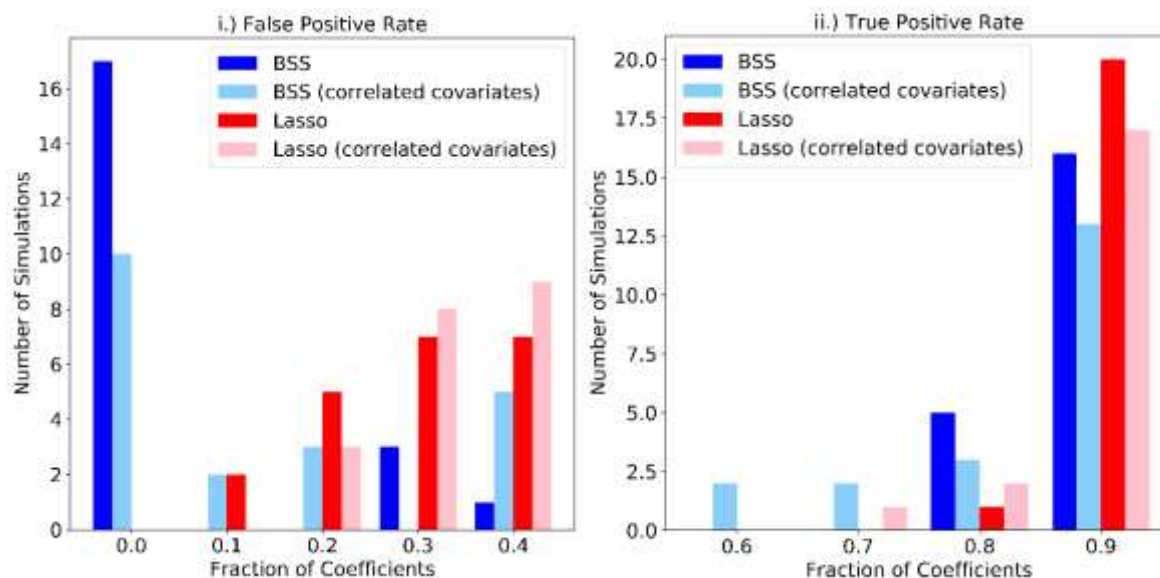 i.) False Positive Rate
BSS
BSS (correlated covariates)
Lasso
Lasso (correlated covariates)
16
14
12
10
8
6
4
2
0
Number of Simulations
0.0 0.1 0.2 0.3 0.4
Fraction of Coefficients
ii.) True Positive Rate
BSS
BSS (correlated covariates)
Lasso
Lasso (correlated covariates)
20.0
17.5
15.0
12.5
10.0
7.5
5.0
2.5
0.0
Number of Simulations
0.6 0.7 0.8 0.9
Fraction of Coefficients